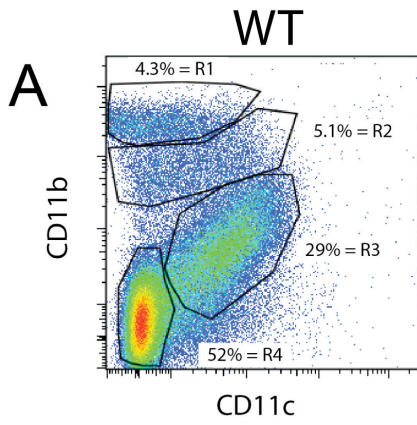 WT
A
4.3% = R1
5.1% = R2
CD11b
29% = R3
52% = R4
CD11c